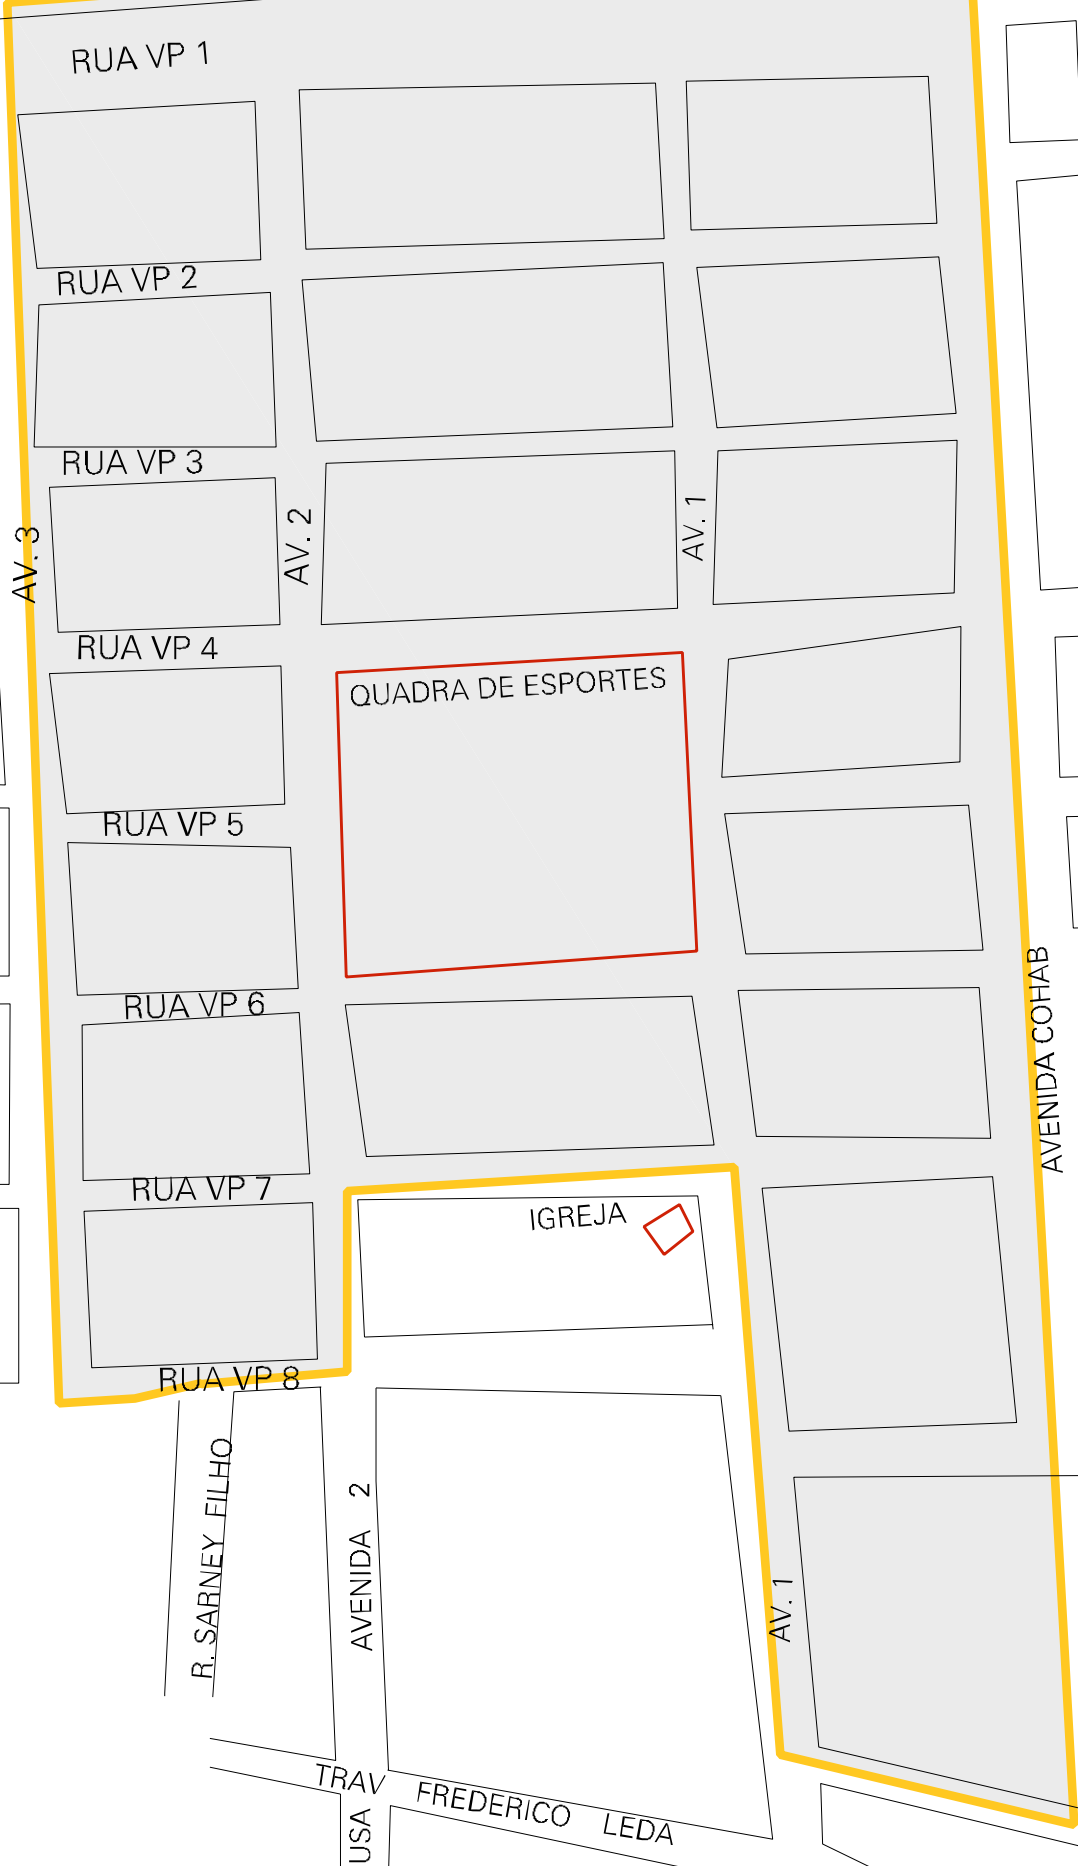 RUA VP 1
RUA VP 2
RUA VP 3
AV. 3
AV. 2
AV. 1
RUA VP 4
QUADRA DE ESPORTES
RUA VP 5
RUA VP 6
AVENIDA COHAB
RUA VP 7
IGREJA
RUA VP 8
R. SARNEY FILHO
AVENIDA 2
AV. 1
TRAV FREDERICO LEDA
USA